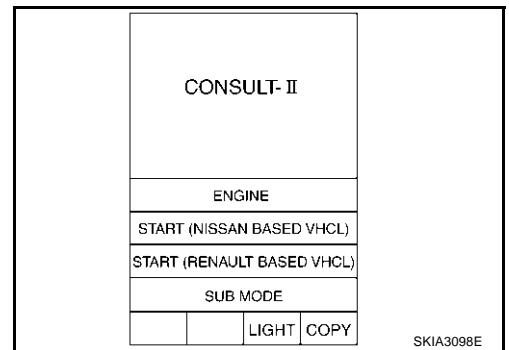 CONSULT-II
ENGINE
START (NISSAN BASED VHCL)
START (RENAULT BASED VHCL)
SUB MODE
LIGHT COPY
SKIA3098E